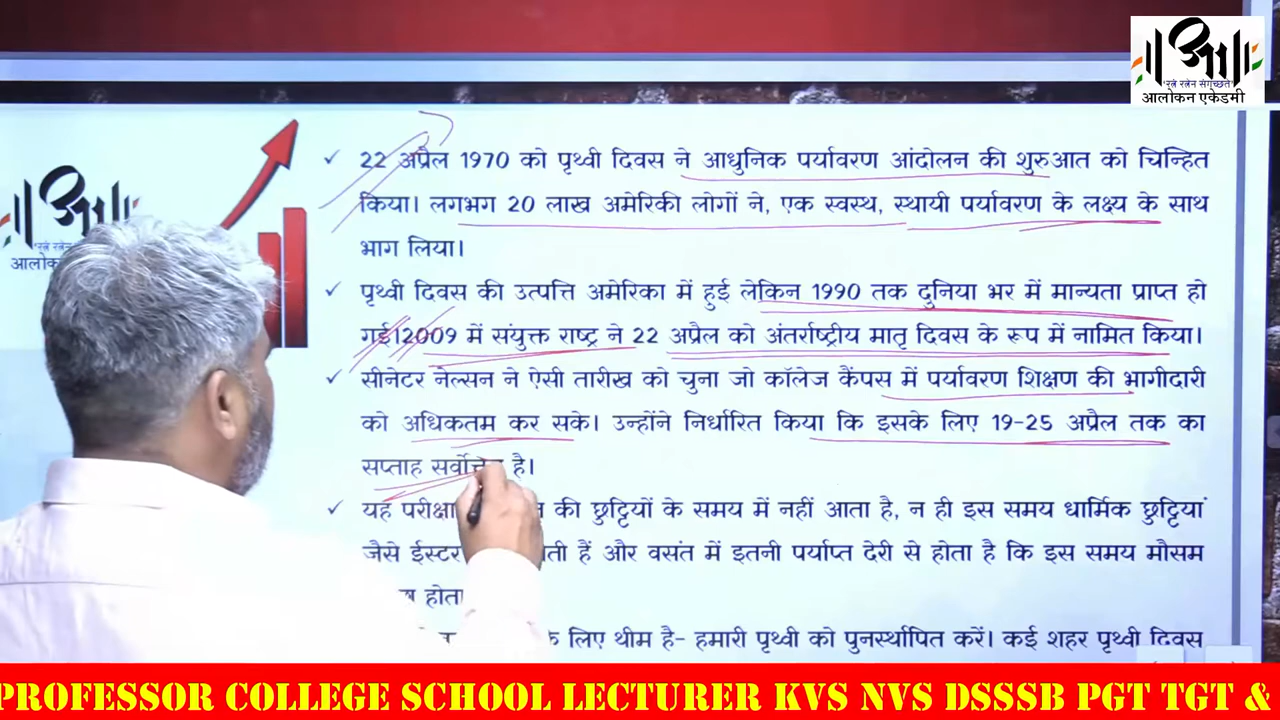 'रत्नं रत्नेन संगच्छते'
आलोकन एकेडमी
✓ 22 अप्रैल 1970 को पृथ्वी दिवस ने आधुनिक पर्यावरण आंदोलन की शुरुआत को चिन्हित
किया। लगभग 20 लाख अमेरिकी लोगों ने, एक स्वस्थ, स्थायी पर्यावरण के लक्ष्य के साथ
भाग लिया।
✓ पृथ्वी दिवस की उत्पत्ति अमेरिका में हुई लेकिन 1990 तक दुनिया भर में मान्यता प्राप्त हो
गई।2009 में संयुक्त राष्ट्र ने 22 अप्रैल को अंतर्राष्ट्रीय मातृ दिवस के रूप में नामित किया।
✓ सीनेटर नेल्सन ने ऐसी तारीख को चुना जो कॉलेज कैंपस में पर्यावरण शिक्षण की भागीदारी
को अधिकतम कर सके। उन्होंने निर्धारित किया कि इसके लिए 19-25 अप्रैल तक का
सप्ताह है।
✓ यह परीक्षा की छुट्टियों के समय में नहीं आता है, न ही इस समय धार्मिक छुट्टियां
जैसे ईस्टर हैं और वसंत में इतनी पर्याप्त देरी से होता है कि इस समय मौसम
लिए थीम है- हमारी पृथ्वी को पुनर्स्थापित करें। कई शहर पृथ्वी दिवस
PROFESSOR COLLEGE SCHOOL LECTURER KVS NVS DSSSB PGT TGT &